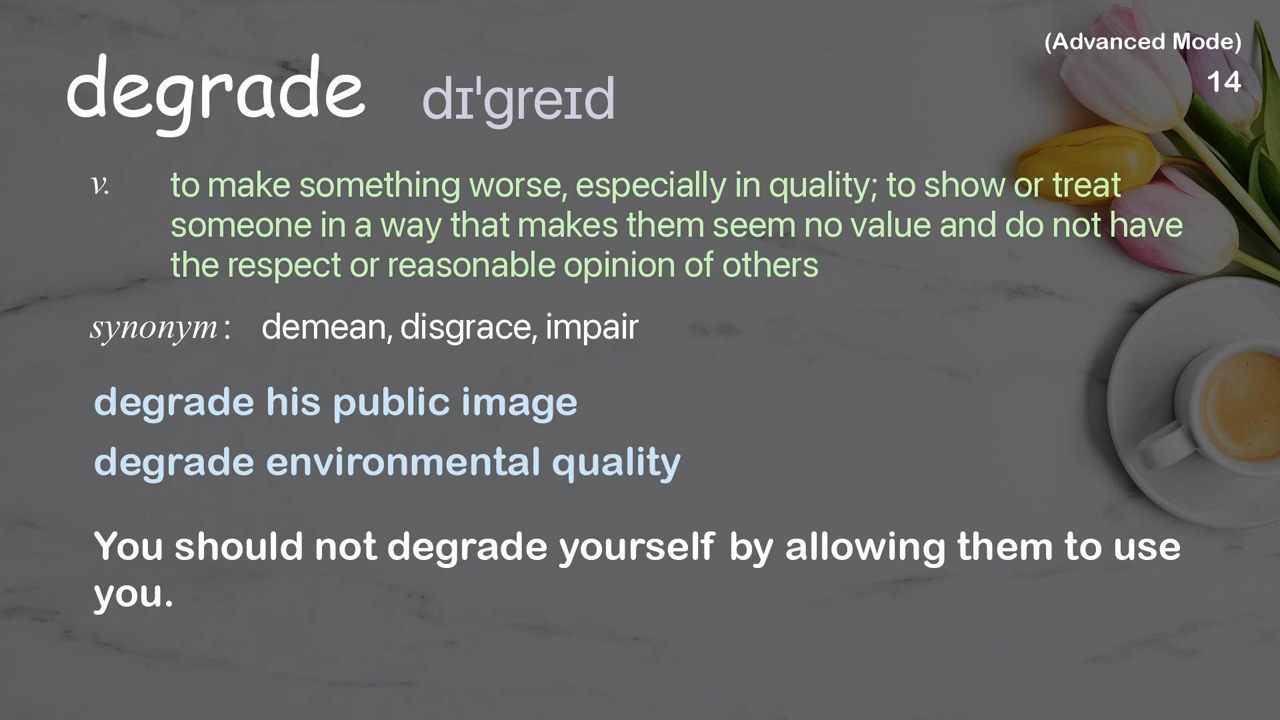 (Advanced Mode)
degrade dɪˈɡreɪd
14
v. to make something worse, especially in quality; to show or treat
someone in a way that makes them seem no value and do not have
the respect or reasonable opinion of others
synonym: demean, disgrace, impair
degrade his public image
degrade environmental quality
You should not degrade yourself by allowing them to use
you.